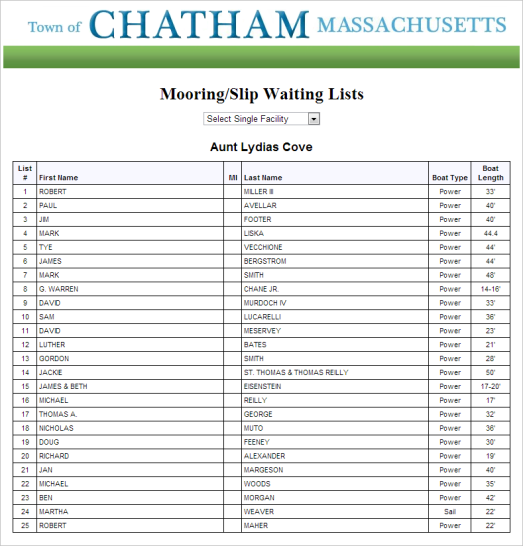 Town of CHATHAM MASSACHUSETTS
Mooring/Slip Waiting Lists
Select Single Facility
Aunt Lydias Cove
List # First Name MI Last Name Boat Type Boat Length
1 ROBERT MILLER III Power 33'
2 PAUL AVELLAR Power 40'
3 JIM FOOTER Power 40'
4 MARK LISKA Power 44.4
5 TYE VECCHIONE Power 44'
6 JAMES BERGSTROM Power 44'
7 MARK SMITH Power 48'
8 G. WARREN CHANE JR. Power 14-16'
9 DAVID MURDOCH IV Power 33'
10 SAM LUCARELLI Power 36'
11 DAVID MESERVEY Power 23'
12 LUTHER BATES Power 21'
13 GORDON SMITH Power 28'
14 JACKIE ST. THOMAS & THOMAS REILLY Power 50'
15 JAMES & BETH EISENSTEIN Power 17-20'
16 MICHAEL REILLY Power 17'
17 THOMAS A. GEORGE Power 32'
18 NICHOLAS MUTO Power 36'
19 DOUG FEENEY Power 30'
20 RICHARD ALEXANDER Power 19'
21 JAN MARGESON Power 40'
22 MICHAEL WOODS Power 35'
23 BEN MORGAN Power 42'
24 MARTHA WEAVER Sail 22'
25 ROBERT MAHER Power 22'